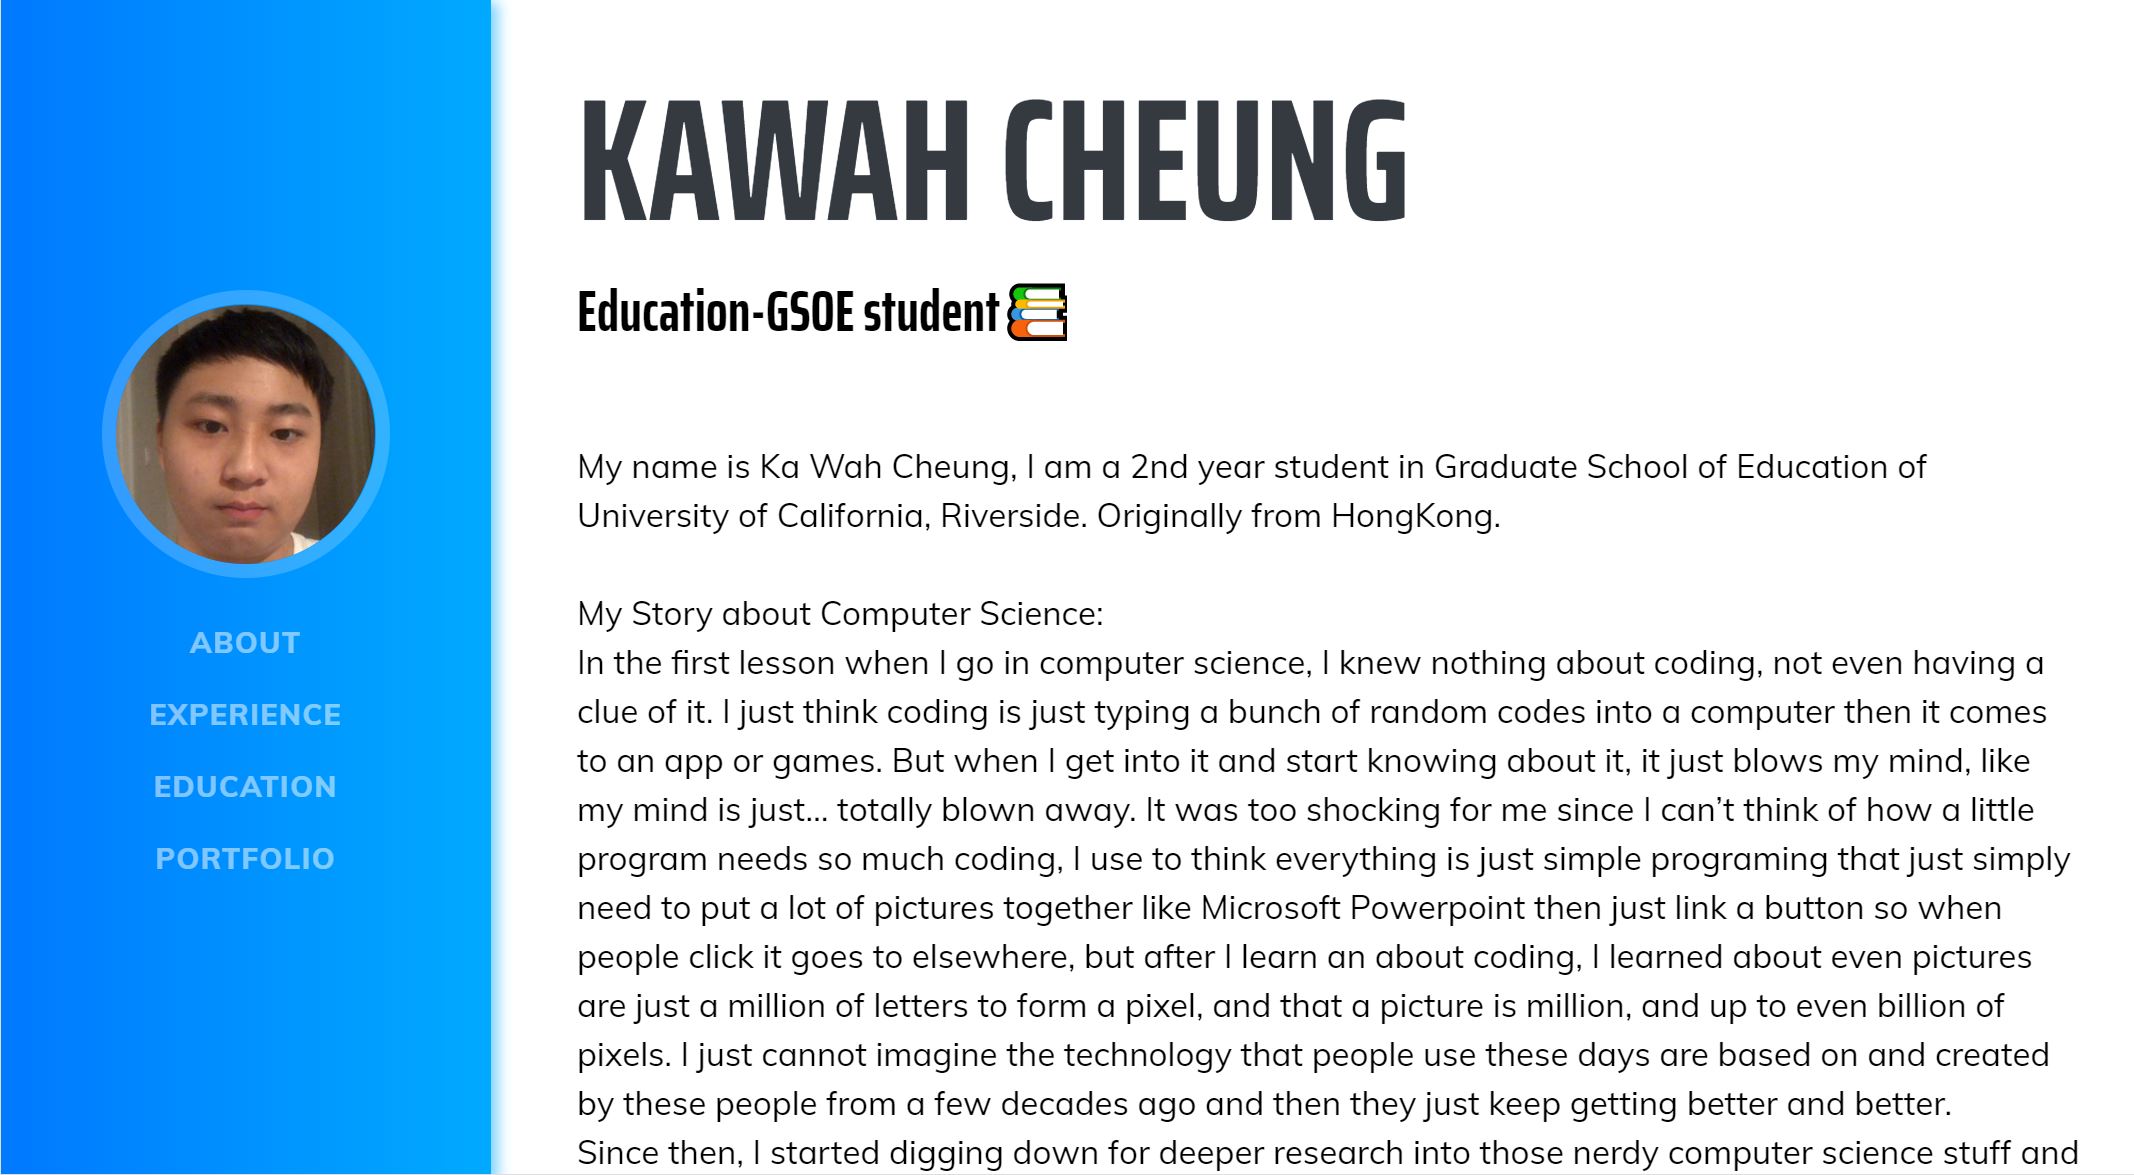 KAWAH CHEUNG
Education-GSOE student
ABOUT
EXPERIENCE
EDUCATION
PORTFOLIO
My name is Ka Wah Cheung, I am a 2nd year student in Graduate School of Education of
University of California, Riverside. Originally from HongKong.
My Story about Computer Science:
In the first lesson when I go in computer science, I knew nothing about coding, not even having a
clue of it. I just think coding is just typing a bunch of random codes into a computer then it comes
to an app or games. But when I get into it and start knowing about it, it just blows my mind, like
my mind is just... totally blown away. It was too shocking for me since I can’t think of how a little
program needs so much coding, I use to think everything is just simple programing that just simply
need to put a lot of pictures together like Microsoft Powerpoint then just link a button so when
people click it goes to elsewhere, but after I learn an about coding, I learned about even pictures
are just a million of letters to form a pixel, and that a picture is million, and up to even billion of
pixels. I just cannot imagine the technology that people use these days are based on and created
by these people from a few decades ago and then they just keep getting better and better.
Since then, I started digging down for deeper research into those nerdy computer science stuff and